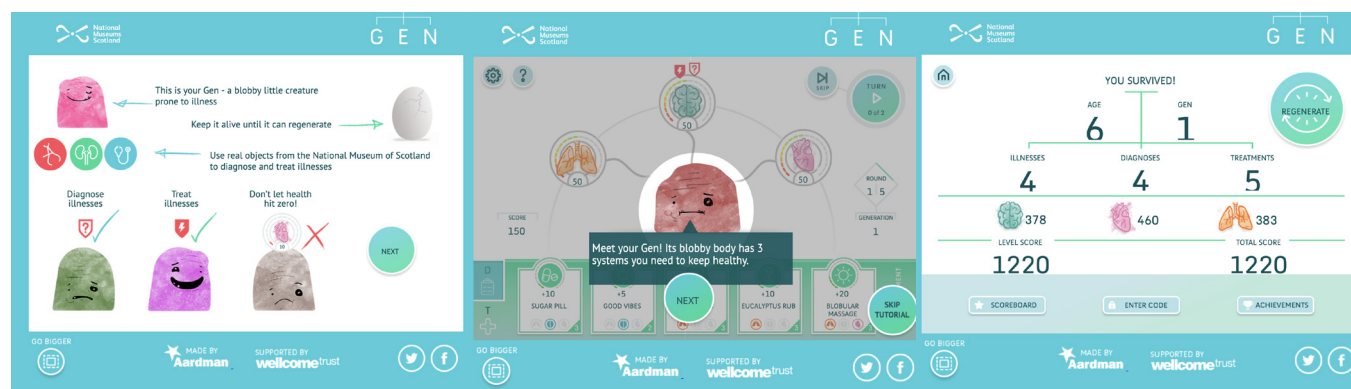 National
Museums
Scotland
GEN
This is your Gen - a blobby little creature
prone to illness
Keep it alive until it can regenerate
Use real objects from the National Museum of Scotland
to diagnose and treat illnesses
Diagnose
illnesses
Treat
illnesses
Don't let health
hit zero!
10
NEXT
GO BIGGER
MADE BY
Aardman
SUPPORTED BY
wellcometrust
National
Museums
Scotland
GEN
50
SKIP
TURN
0 of 2
50
50
ROUND
1 5
SCORE
150
GENERATION
1
Meet your Gen! Its blobby body has 3
systems you need to keep healthy.
NEXT
D
T
+10
SUGAR PILL
+5
GOOD VIBES
+10
EUCALYPTUS RUB
+20
BLOBULAR
MASSAGE
SKIP
TUTORIAL
GO BIGGER
MADE BY
Aardman
SUPPORTED BY
wellcometrust
National
Museums
Scotland
GEN
YOU SURVIVED!
AGE
6
GEN
1
REGENERATE
ILLNESSES
4
DIAGNOSES
4
TREATMENTS
5
378
460
383
LEVEL SCORE
1220
TOTAL SCORE
1220
SCOREBOARD
ENTER CODE
ACHIEVEMENTS
GO BIGGER
MADE BY
Aardman
SUPPORTED BY
wellcometrust